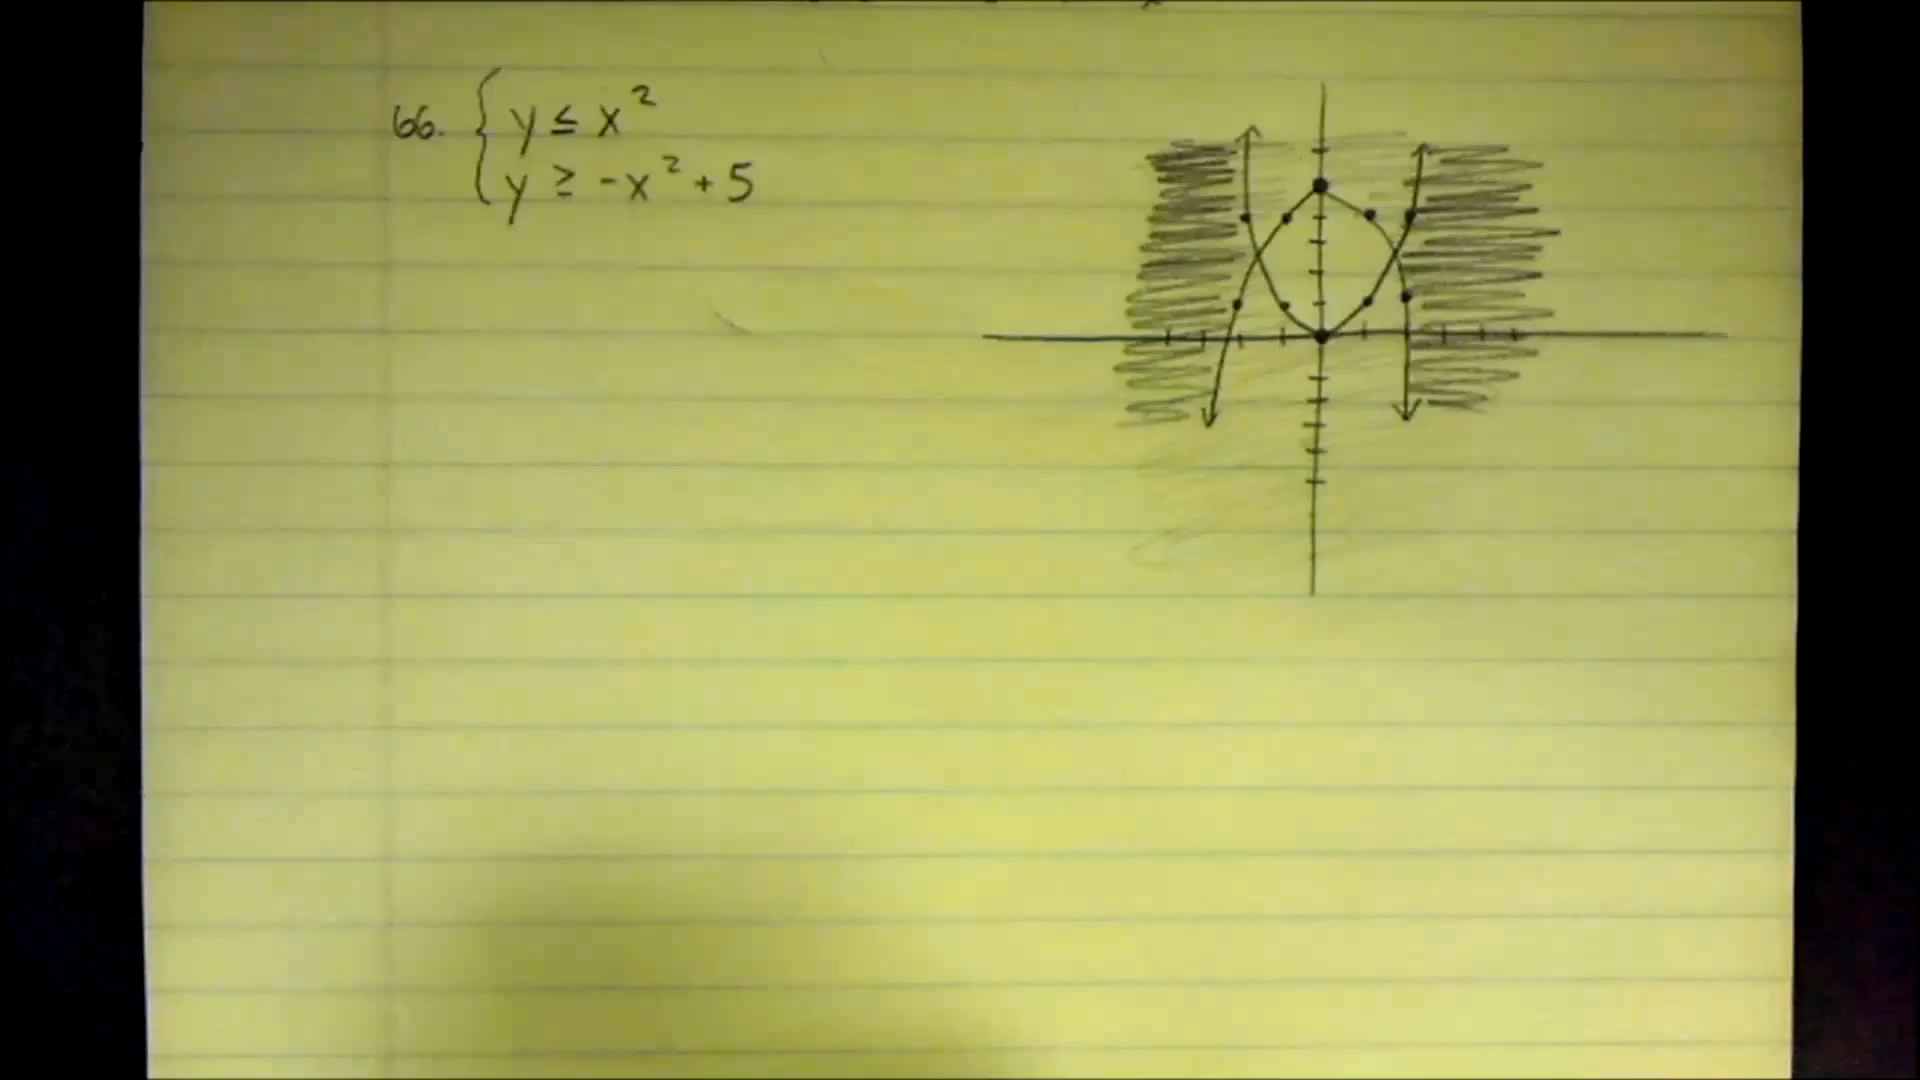 66. { y ≤ x²
y ≥ -x² + 5